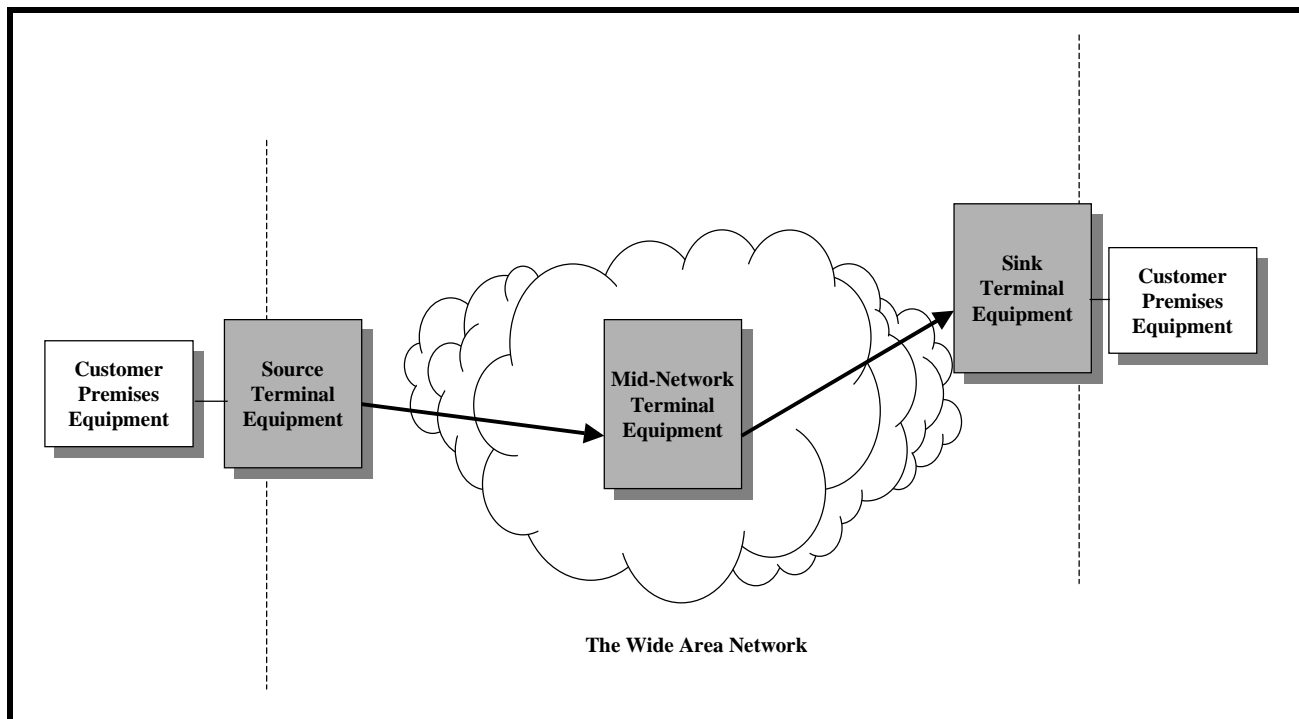 Customer
Premises
Equipment
Source
Terminal
Equipment
Mid-Network
Terminal
Equipment
Sink
Terminal
Equipment
Customer
Premises
Equipment
The Wide Area Network